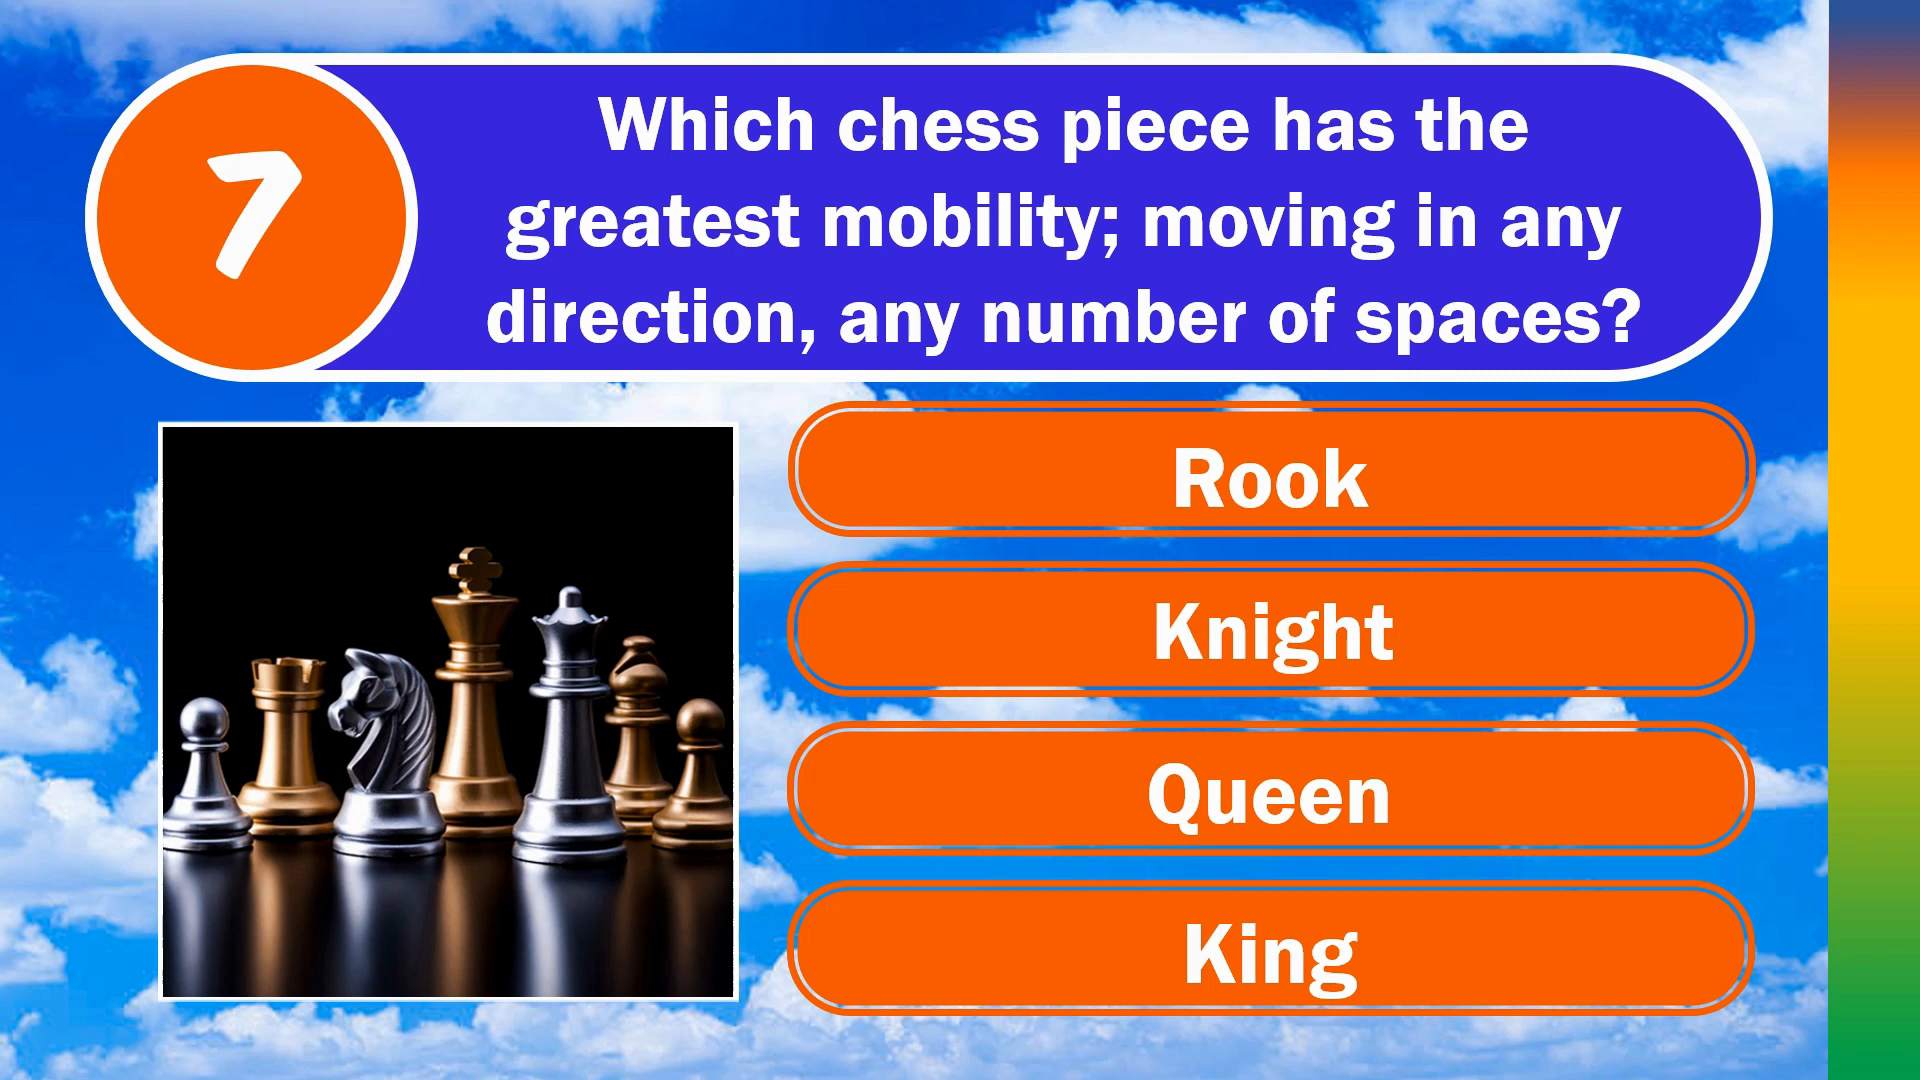 7
Which chess piece has the
greatest mobility; moving in any
direction, any number of spaces?
Rook
Knight
Queen
King